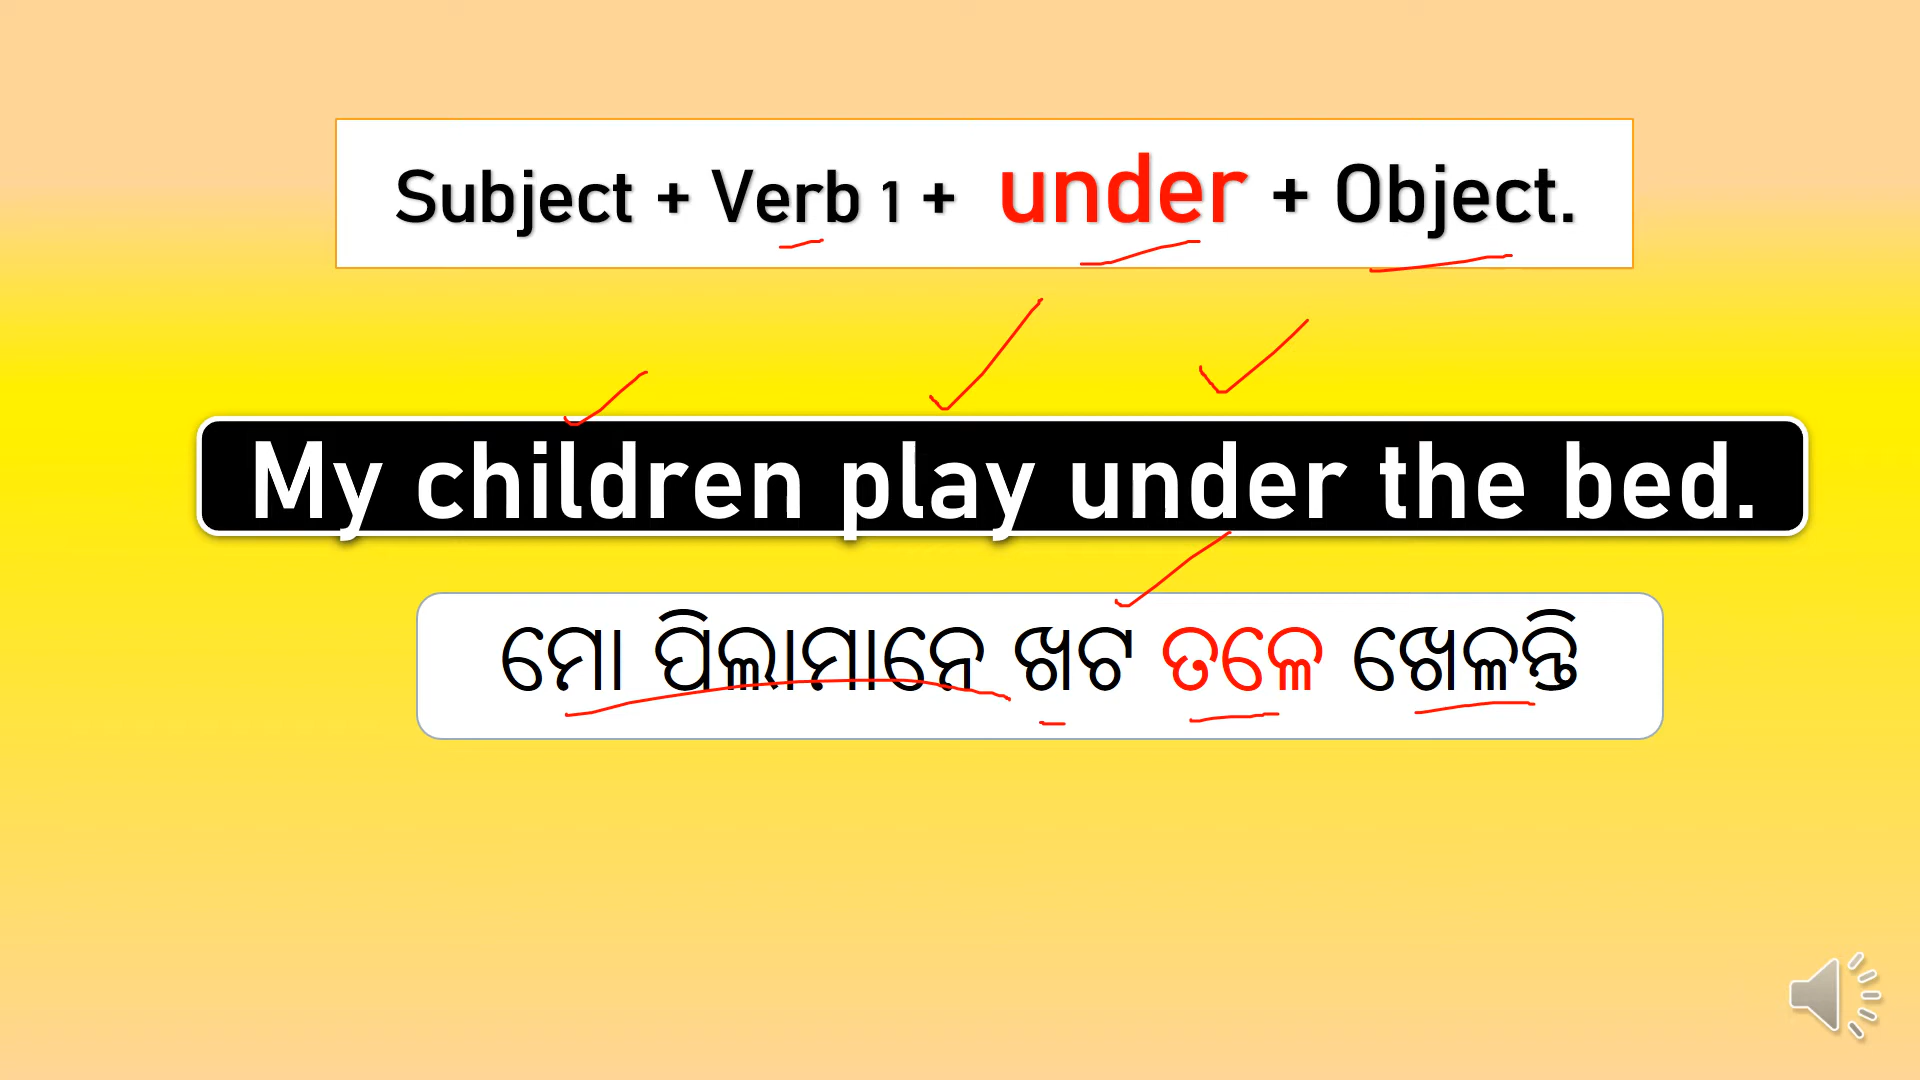 Subject + Verb 1 + under + Object.
My children play under the bed.
ମୋ ପିଲାମାନେ ଖଟ ତଳେ ଖେଳନ୍ତି